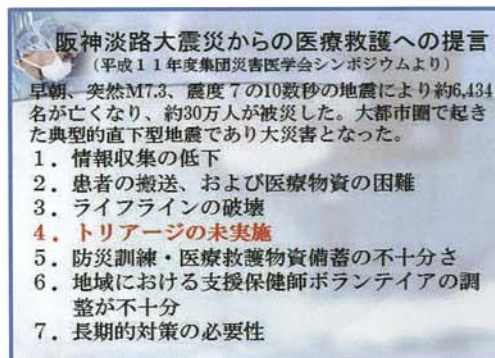 阪神淡路大震災からの医療救護への提言
(平成11年度集団災害医学会シンポジウムより)
早朝、突然M7.3、震度7の10数秒の地震により約6,434
名が亡くなり、約30万人が被災した。大都市圏で起き
た典型的直下型地震であり大災害となった。
1．情報収集の低下
2．患者の搬送、および医療物資の困難
3．ライフラインの破壊
4．トリアージの未実施
5．防災訓練・医療救護物資備蓄の不十分さ
6．地域における支援保健師ボランテイアの調
整が不十分
7．長期的対策の必要性